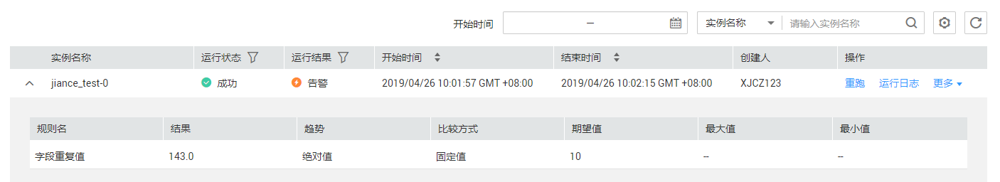 开始时间 — 实例名称 请输入实例名称
实例名称 运行状态 运行结果 开始时间 结束时间 创建人 操作
jiance_test-0 成功 告警 2019/04/26 10:01:57 GMT +08:00 2019/04/26 10:02:15 GMT +08:00 XJCZ123 重跑 运行日志 更多
规则名 结果 趋势 比较方式 期望值 最大值 最小值
字段重复值 143.0 绝对值 固定值 10 -- --